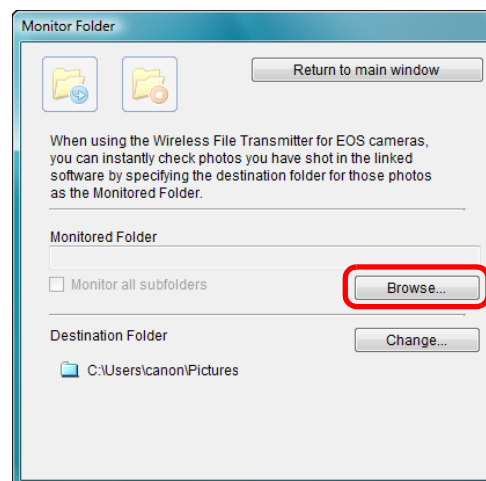 Monitor Folder
Return to main window
When using the Wireless File Transmitter for EOS cameras,
you can instantly check photos you have shot in the linked
software by specifying the destination folder for those photos
as the Monitored Folder.
Monitored Folder
Monitor all subfolders
Browse...
Destination Folder
Change...
C:\Users\canon\Pictures